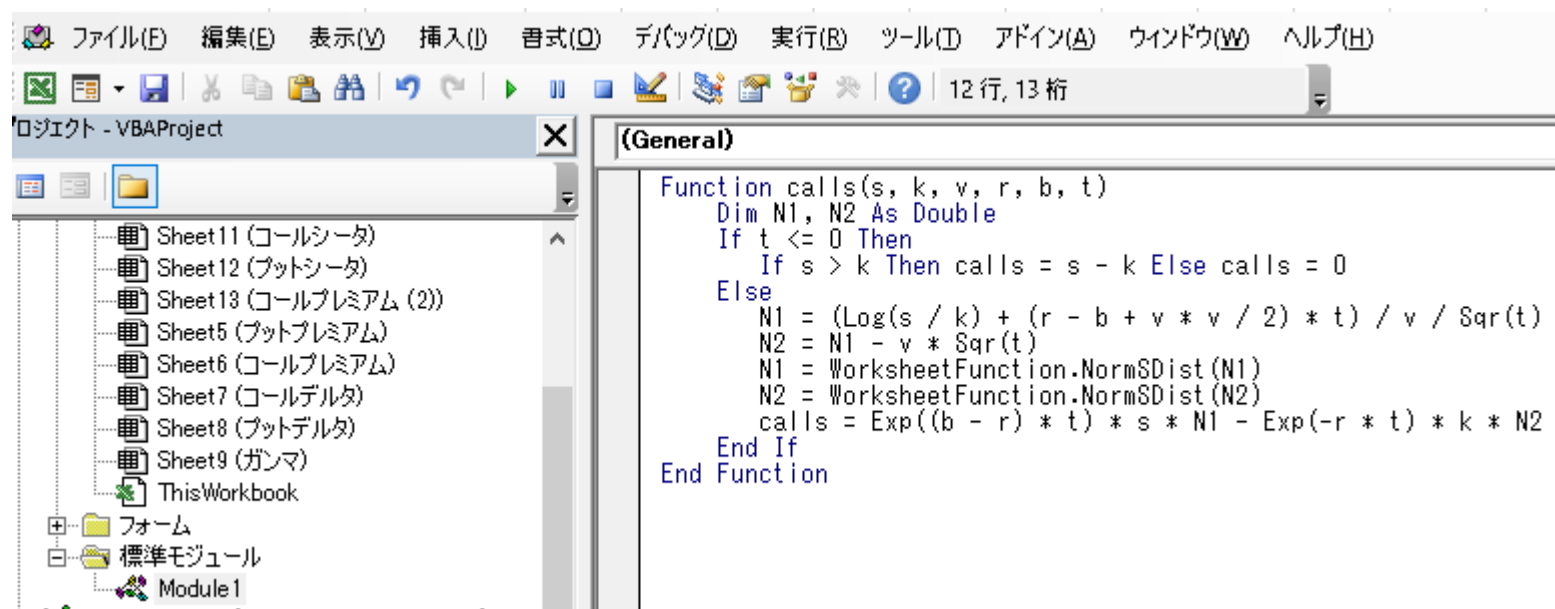 ファイル(F) 編集(E) 表示(V) 挿入(I) 書式(O) デバッグ(D) 実行(R) ツール(T) アドイン(A) ウィンドウ(W) ヘルプ(H)
12 行, 13 桁
プロジェクト - VBAProject
(General)
Sheet11 (コールシータ)
Sheet12 (プットシータ)
Sheet13 (コールプレミアム (2))
Sheet5 (プットプレミアム)
Sheet6 (コールプレミアム)
Sheet7 (コールデルタ)
Sheet8 (プットデルタ)
Sheet9 (ガンマ)
ThisWorkbook
フォーム
標準モジュール
Module1
Function calls(s, k, v, r, b, t)
Dim N1, N2 As Double
If t <= 0 Then
If s > k Then calls = s - k Else calls = 0
Else
N1 = (Log(s / k) + (r - b + v * v / 2) * t) / v / Sqr(t)
N2 = N1 - v * Sqr(t)
N1 = WorksheetFunction.NormSDist(N1)
N2 = WorksheetFunction.NormSDist(N2)
calls = Exp((b - r) * t) * s * N1 - Exp(-r * t) * k * N2
End If
End Function